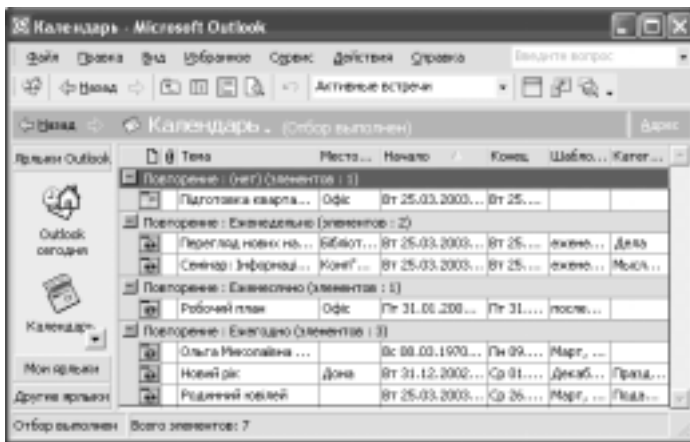 Календарь - Microsoft Outlook
Файл Правка Вид Избранное Сервис Действия Справка Введите вопрос
Назад Активные встречи
Назад Календарь. (Отбор выполнен) Адрес
Ярлыки Outlook Тема Место... Начало Конец Шабло... Катег...
Повторение : (нет) (элементов : 1)
Підготовка кварта... Офіс Вт 25.03.2003... Вт 25....
Повторение : Еженедельно (элементов : 2)
Outlook сегодня
Перегляд нових на... Бібліот... Вт 25.03.2003... Вт 25.... ежене... Дела
Семінар: Інформаці... Вт 25.03.2003... Вт 25.... ежене...
Повторение : Ежемесячно (элементов : 1)
Робочий план Офіс Пт 31.01.200... Пт 31.... после...
Календарь
Повторение : Ежегодно (элементов : 3)
Ольга Миколаївна ... Вс 08.03.1970... Пн 09.... Март, ...
Мои ярлыки Новий рік Дома Вт 31.12.2002... Ср 01.... Декаб... Празд...
Другие ярлыки Родинний ювілей Вт 25.03.2003... Ср 26.... Март, ... Пода...
Отбор выполнен Всего элементов: 7